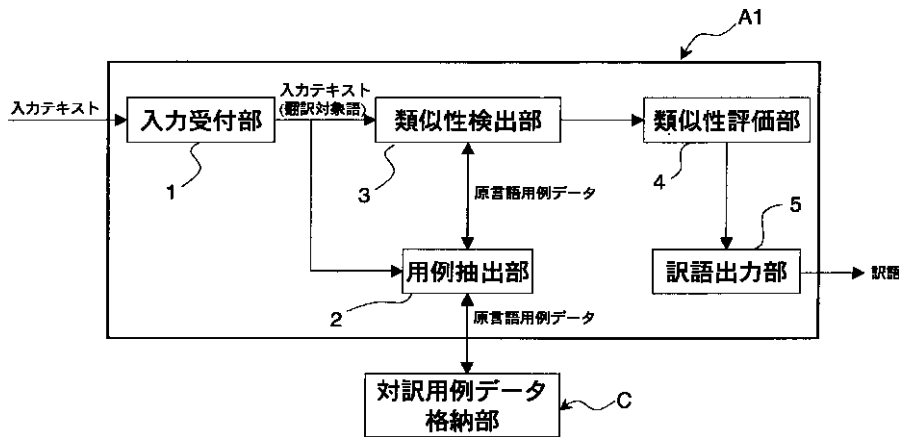 A1
入力テキスト
入力受付部
1
入力テキスト
(翻訳対象語)
類似性検出部
3
類似性評価部
4
原言語用例データ
用例抽出部
2
5
訳語出力部
訳語
原言語用例データ
対訳用例データ
格納部
C